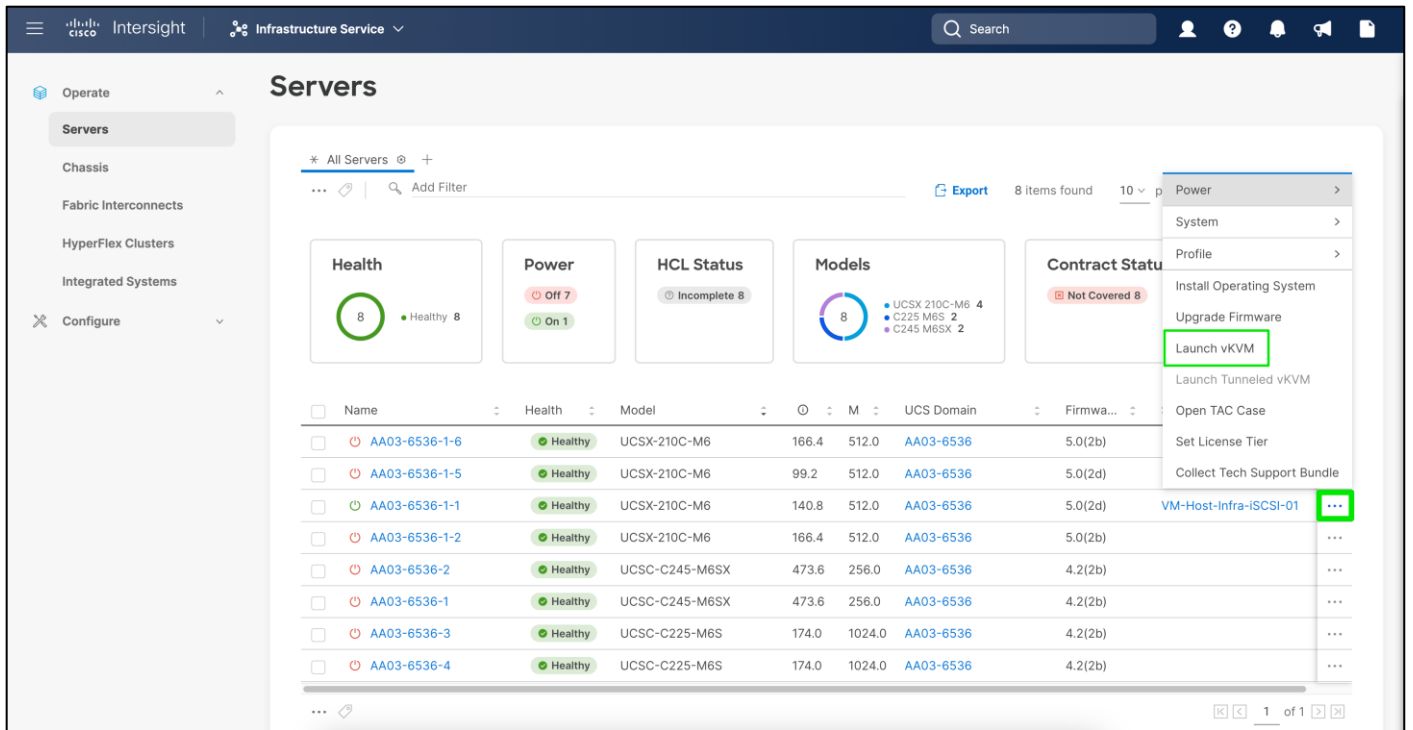 cisco Intersight Infrastructure Service Search
Operate
Servers
Chassis
Fabric Interconnects
HyperFlex Clusters
Integrated Systems
Configure
Servers
All Servers
Add Filter Export 8 items found 10 p
Health
8 Healthy 8
Power
Off 7
On 1
HCL Status
Incomplete 8
Models
8
UCSX 210C-M6 4
C225 M6S 2
C245 M6SX 2
Contract Statu
Not Covered 8
Power
System
Profile
Install Operating System
Upgrade Firmware
Launch vKVM
Launch Tunneled vKVM
Open TAC Case
Set License Tier
Collect Tech Support Bundle
Name Health Model M UCS Domain Firmwa...
AA03-6536-1-6 Healthy UCSX-210C-M6 166.4 512.0 AA03-6536 5.0(2b)
AA03-6536-1-5 Healthy UCSX-210C-M6 99.2 512.0 AA03-6536 5.0(2d)
AA03-6536-1-1 Healthy UCSX-210C-M6 140.8 512.0 AA03-6536 5.0(2d) VM-Host-Infra-iSCSI-01 ...
AA03-6536-1-2 Healthy UCSX-210C-M6 166.4 512.0 AA03-6536 5.0(2b) ...
AA03-6536-2 Healthy UCSC-C245-M6SX 473.6 256.0 AA03-6536 4.2(2b) ...
AA03-6536-1 Healthy UCSC-C245-M6SX 473.6 256.0 AA03-6536 4.2(2b) ...
AA03-6536-3 Healthy UCSC-C225-M6S 174.0 1024.0 AA03-6536 4.2(2b) ...
AA03-6536-4 Healthy UCSC-C225-M6S 174.0 1024.0 AA03-6536 4.2(2b) ...
1 of 1